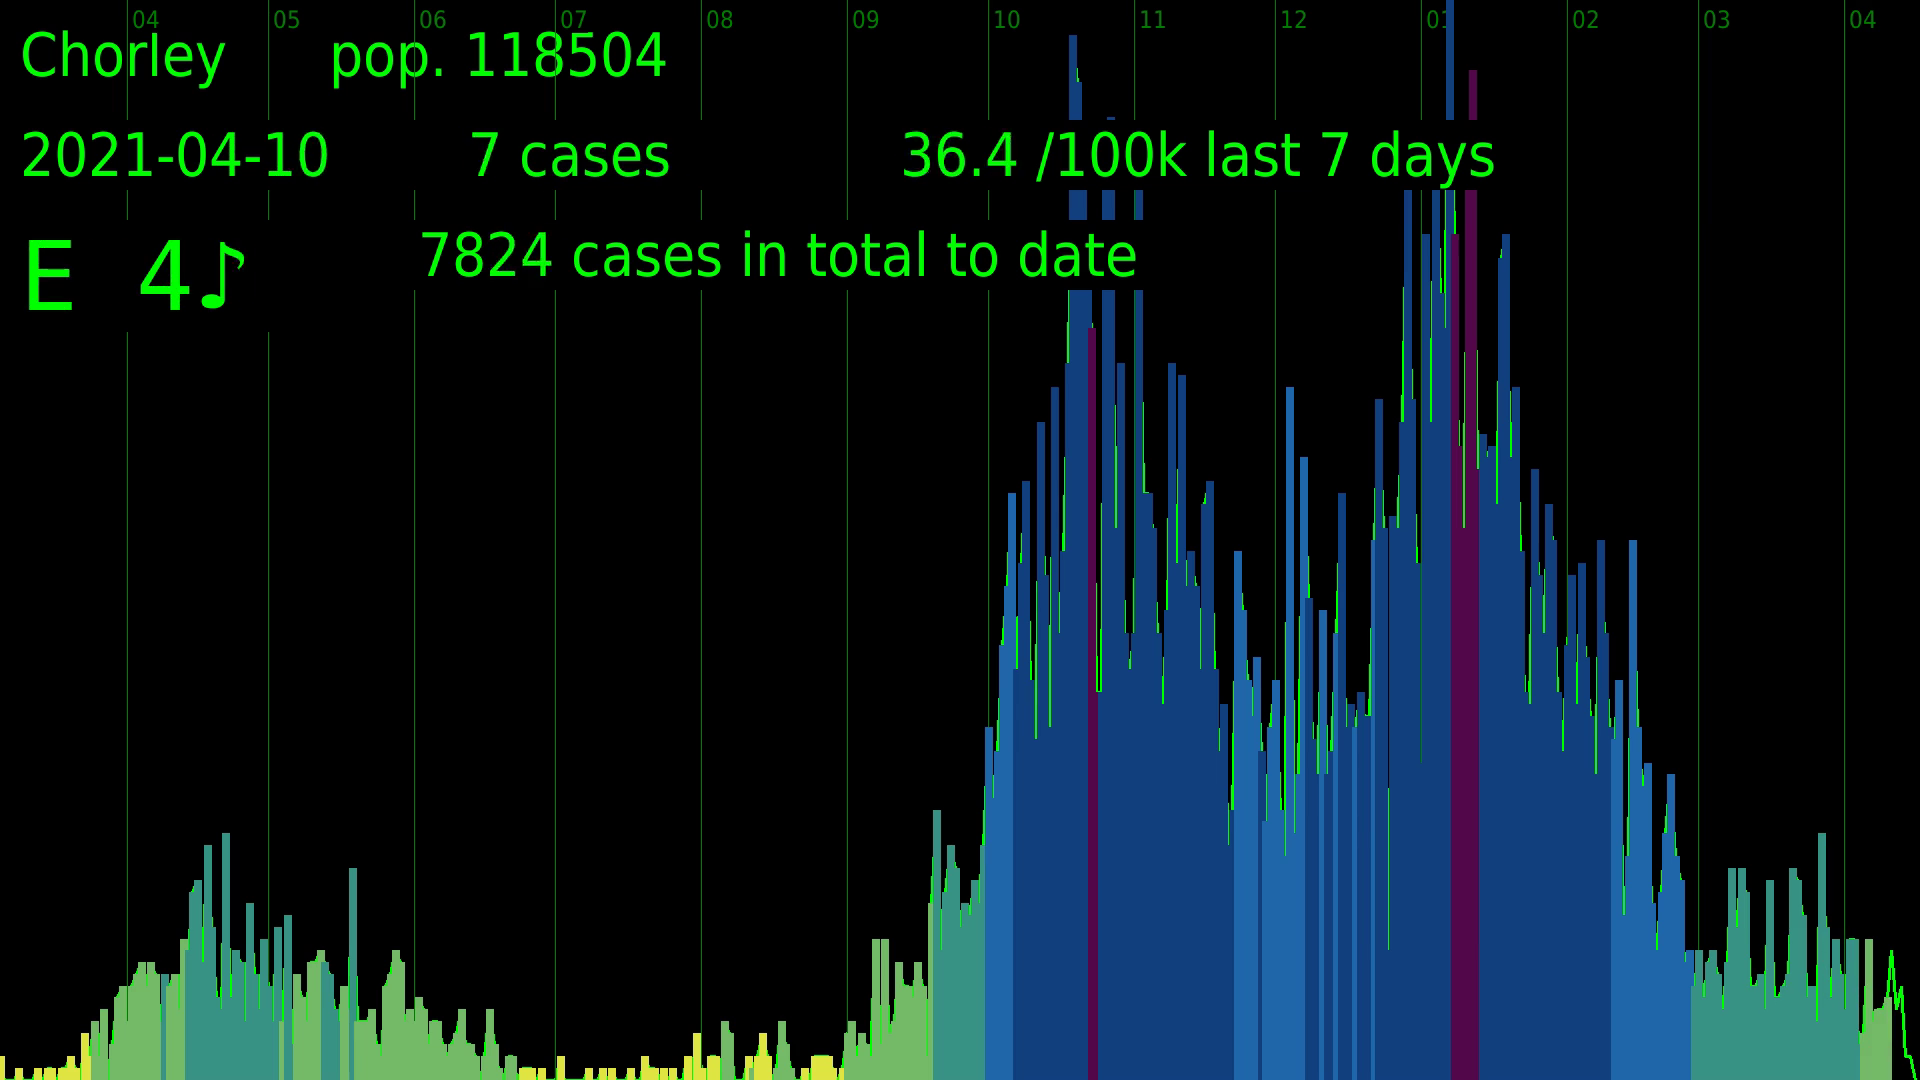 04 05 06 07 08 09 10 11 12 01 02 03 04
Chorley pop. 118504
2021-04-10 7 cases 36.4 /100k last 7 days
E 4♪ 7824 cases in total to date